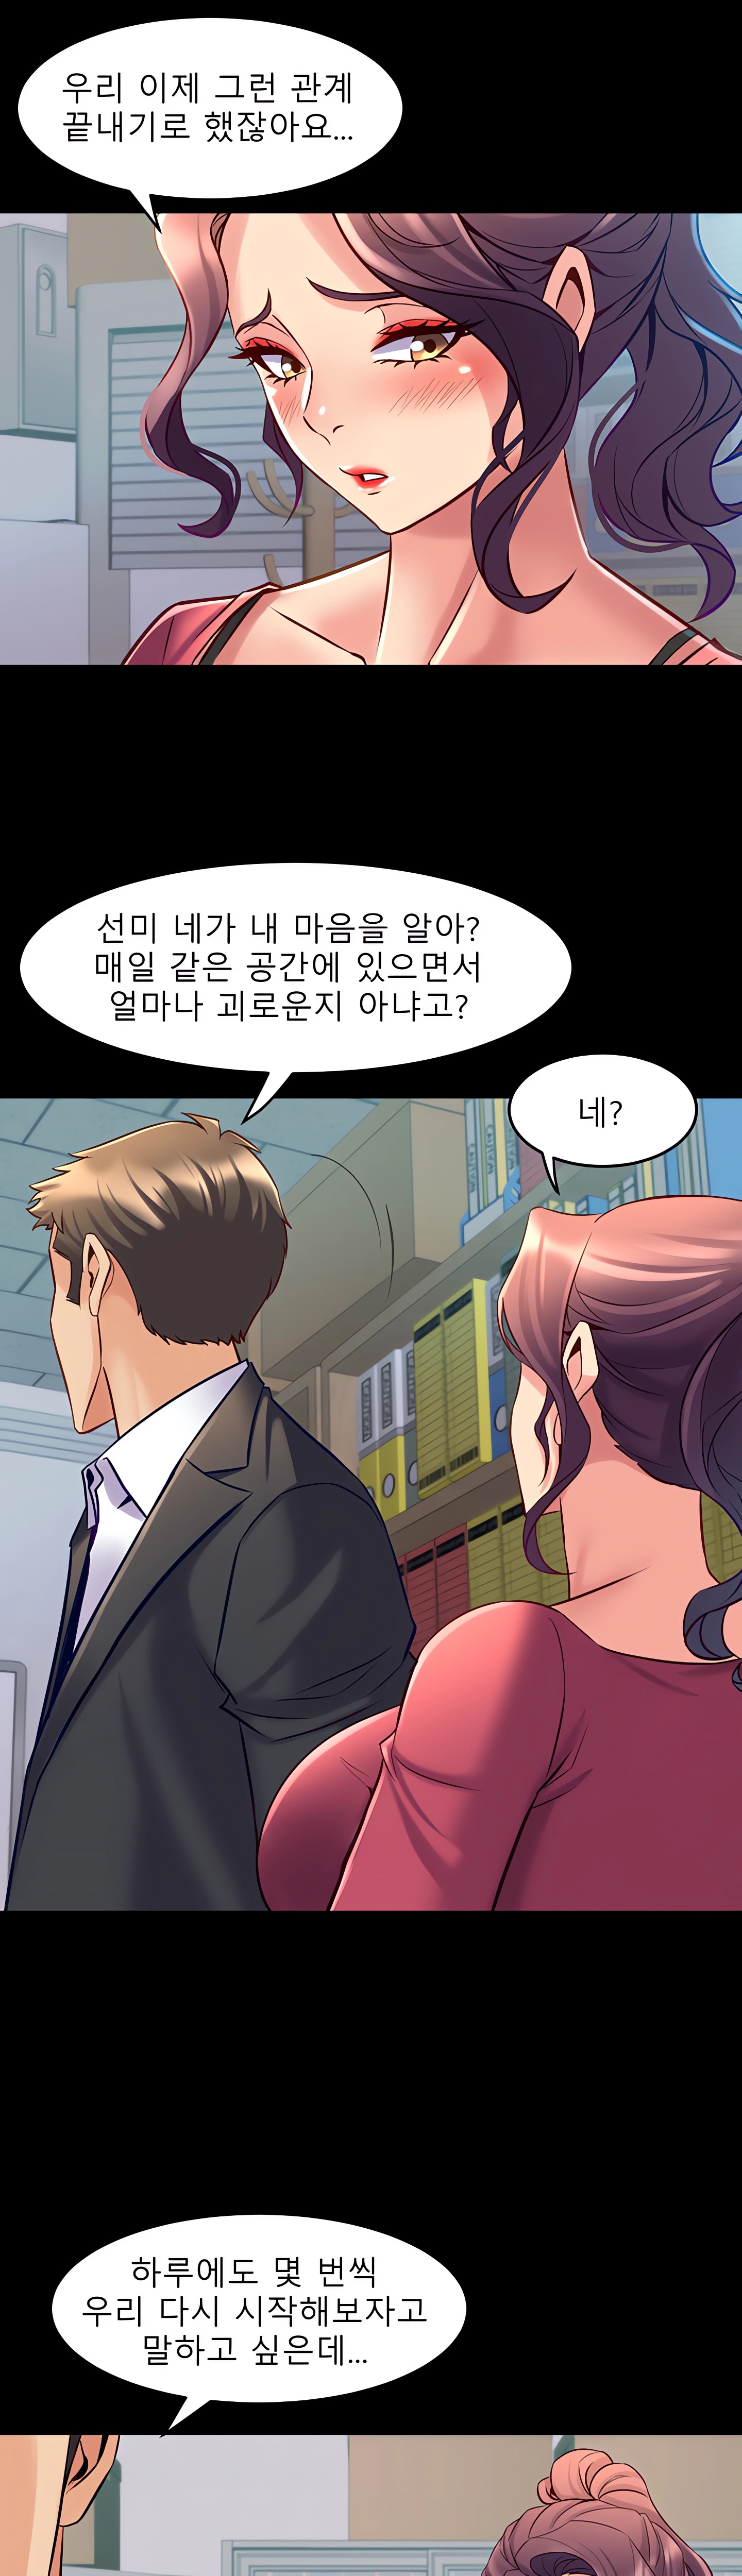 우리 이제 그런 관계
끝내기로 했잖아요...
선미 네가 내 마음을 알아?
매일 같은 공간에 있으면서
얼마나 괴로운지 아냐고?
네?
하루에도 몇 번씩
우리 다시 시작해보자고
말하고 싶은데...